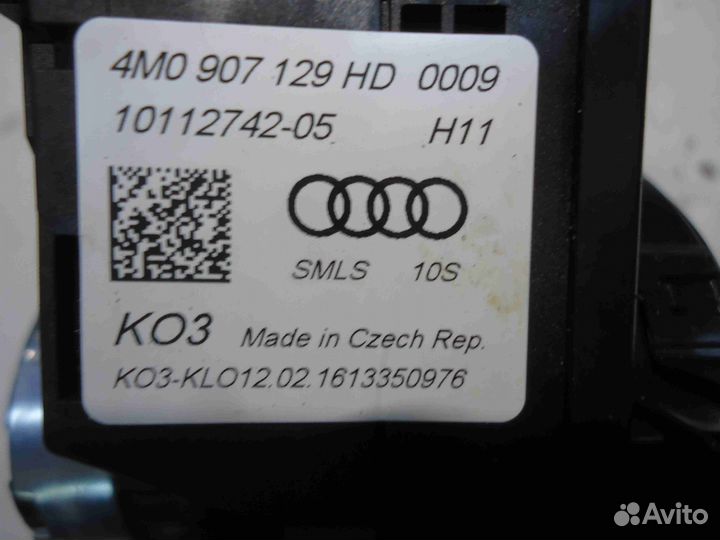 4M0 907 129 HD 0009
10112742-05 H11
SMLS 10S
KO3 Made in Czech Rep.
KO3-KLO12.02.1613350976
Avito